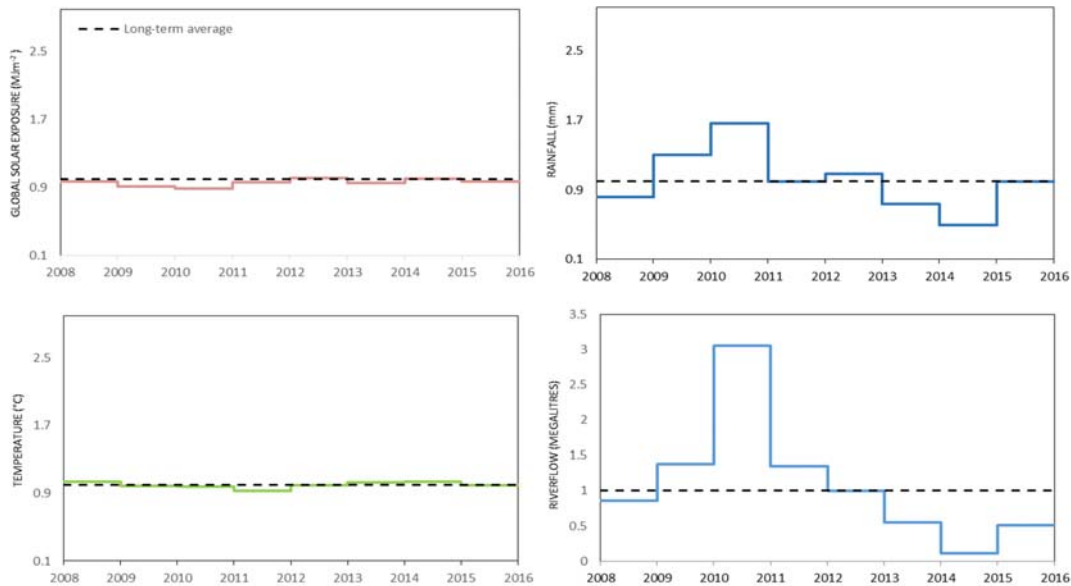 Long-term average
GLOBAL SOLAR EXPOSURE (MJm⁻²)
2.5
1.7
0.9
0.1
2008 2009 2010 2011 2012 2013 2014 2015 2016
RAINFALL (mm)
2.5
1.7
0.9
0.1
2008 2009 2010 2011 2012 2013 2014 2015 2016
TEMPERATURE (°C)
2.5
1.7
0.9
0.1
2008 2009 2010 2011 2012 2013 2014 2015 2016
RIVERFLOW (MEGALITRES)
3.5
3
2.5
2
1.5
1
0.5
0
2008 2009 2010 2011 2012 2013 2014 2015 2016